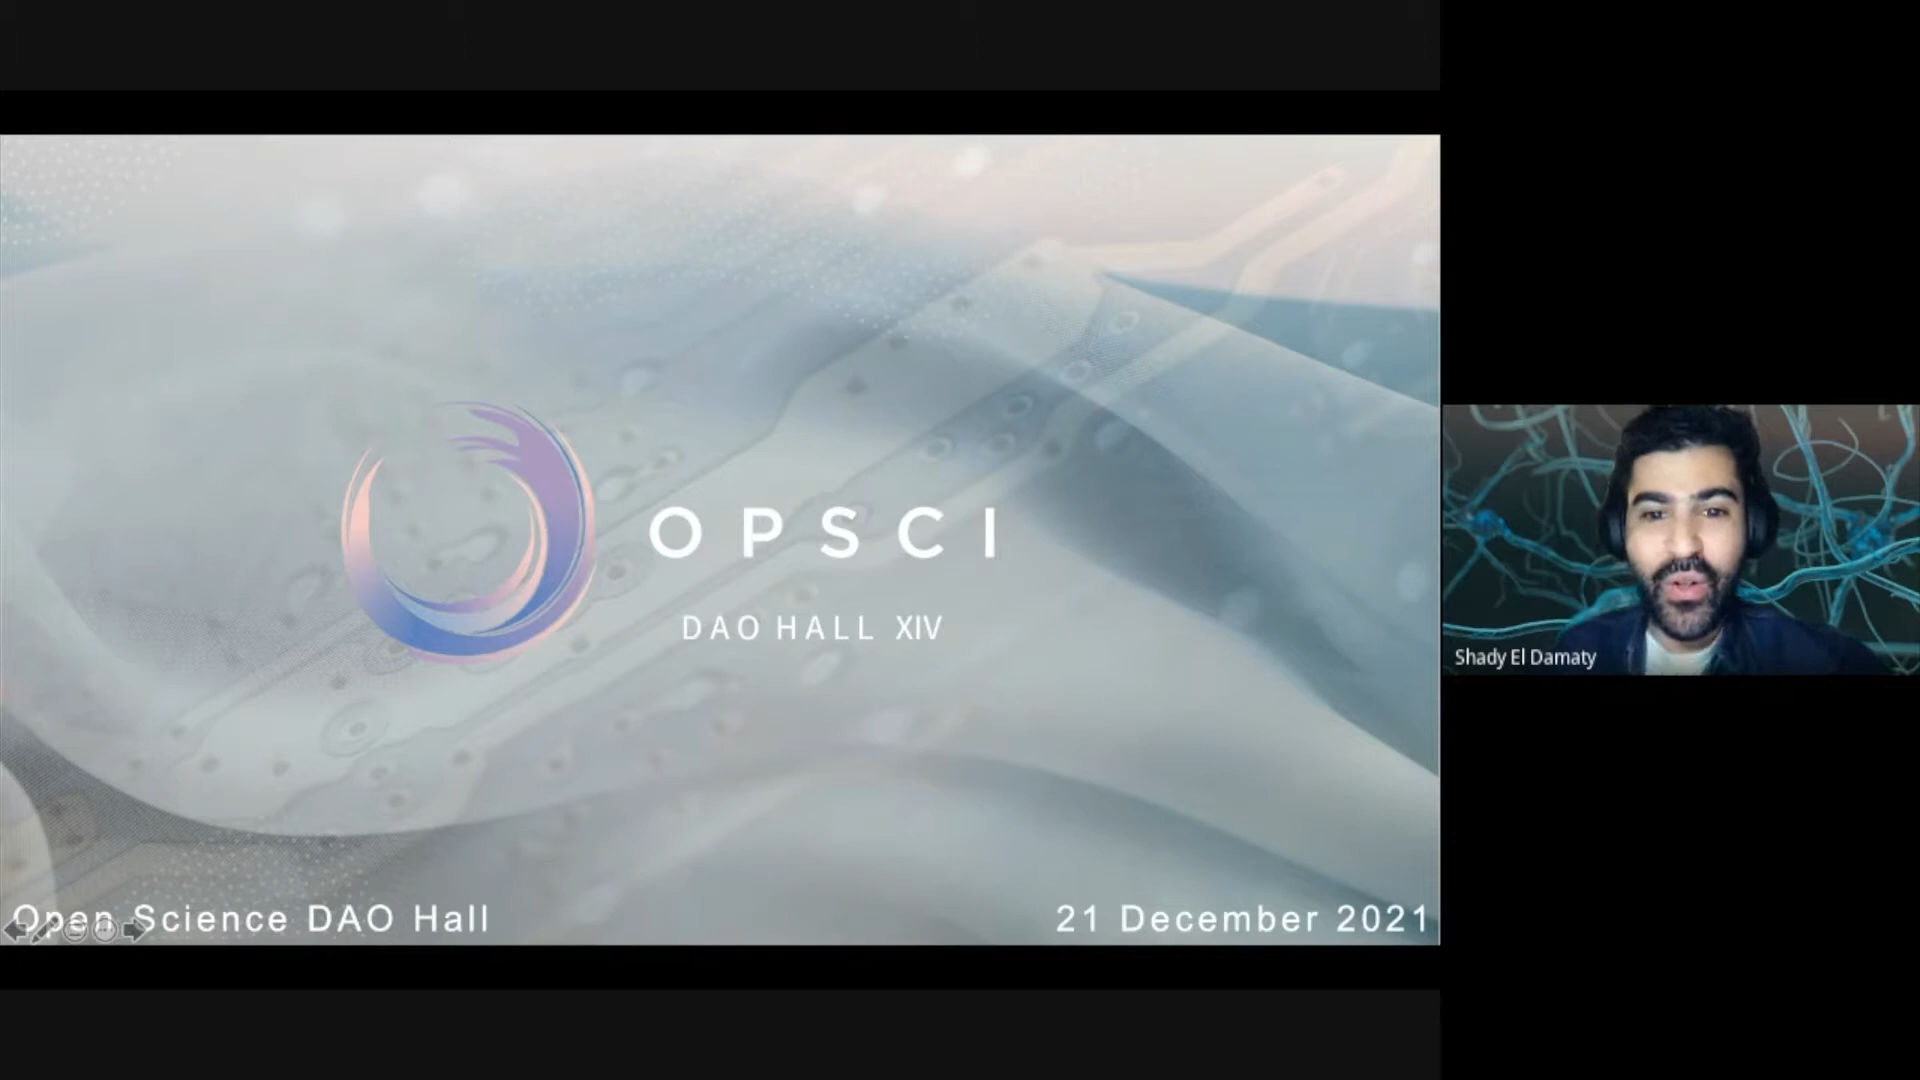 OPSCI
DAO HALL XIV
Shady El Damaty
Open Science DAO Hall
21 December 2021